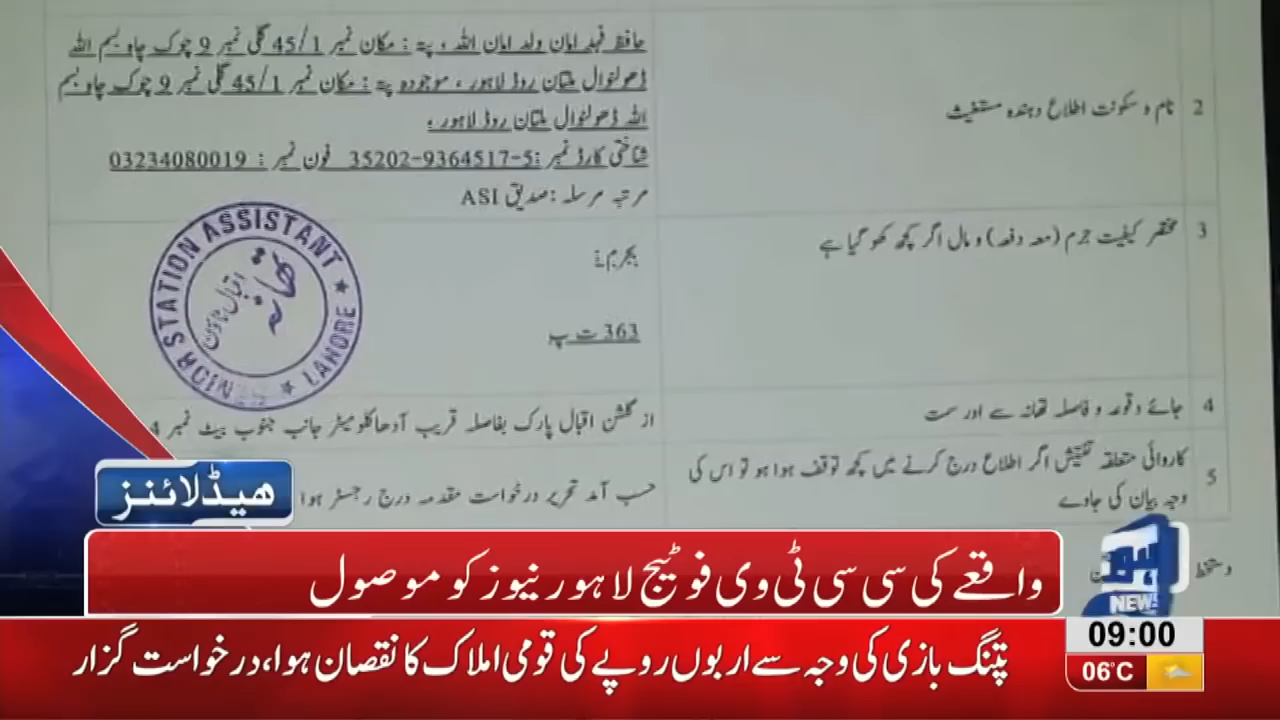 حافظ فہد امان ولد امان اللہ ، پتہ : مکان نمبر 45/1 گلی نمبر 9 چوک چاہ بسم اللہ
ڈھولنوال ملتان روڈ لاہور ، موجودہ پتہ : مکان نمبر 45/1 گلی نمبر 9 چوک چاہ بسم
اللہ ڈھولنوال ملتان روڈ لاہور ،
شناختی کارڈ نمبر :5-9364517-35202 فون نمبر : 03234080019
مرتبہ مرسلہ : صدیق ASI
2 نام و سکونت اطلاع دہندہ مستغیث
3 مختصر کیفیت جرم (معہ دفعہ) و مال اگر کچھ کھو گیا ہے
بجرم :
363 ت پ
STATION ASSISTANT
LAHORE
تھانہ
اقبال ٹاؤن
4 جائے وقوعہ و فاصلہ تھانہ سے اور سمت
از گلشن اقبال پارک بفاصلہ قریب آدھا کلومیٹر جانب جنوب بیٹ نمبر 4
5 کاروائی متعلقہ تفتیش اگر اطلاع درج کرنے میں کچھ توقف ہوا ہو تو اس کی
وجہ بیان کی جاوے
حسب آمد تحریر درخواست مقدمہ درج رجسٹر ہوا
دستخط
ہیڈلائنز
واقعے کی سی سی ٹی وی فوٹیج لاہور نیوز کو موصول
NEWS
09:00
06°C
پتنگ بازی کی وجہ سے اربوں روپے کی قومی املاک کا نقصان ہوا، درخواست گزار